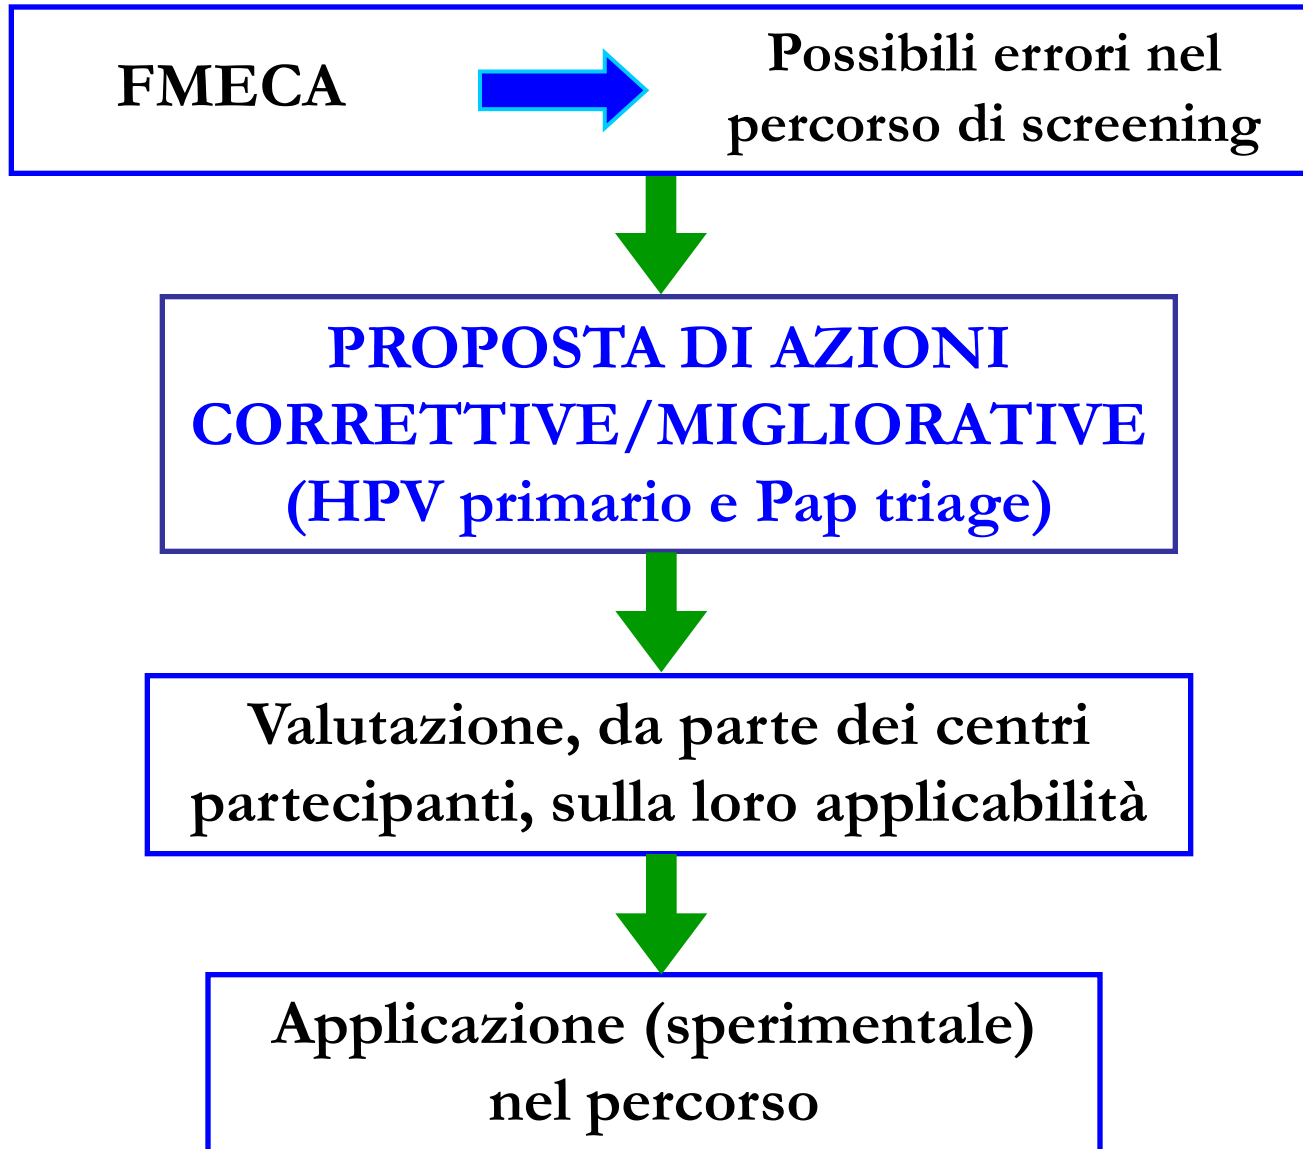 FMECA
Possibili errori nel
percorso di screening
PROPOSTA DI AZIONI
CORRETTIVE/MIGLIORATIVE
(HPV primario e Pap triage)
Valutazione, da parte dei centri
partecipanti, sulla loro applicabilità
Applicazione (sperimentale)
nel percorso